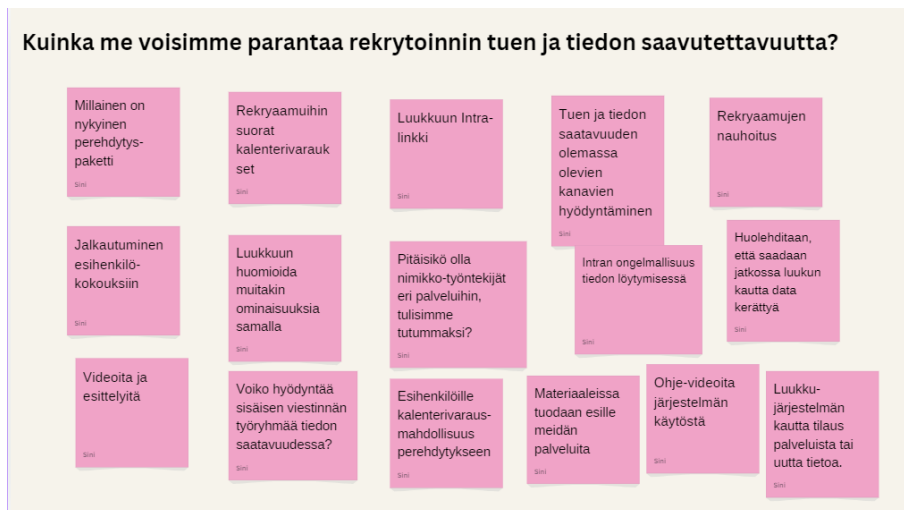 Kuinka me voisimme parantaa rekrytoinnin tuen ja tiedon saavutettavuutta?
Millainen on
nykyinen
perehdytys-
paketti
Sini
Rekryaamuihin
suorat
kalenterivarauk
set
Sini
Luukkuun Intra-
linkki
Sini
Tuen ja tiedon
saatavuuden
olemassa
olevien
kanavien
hyödyntäminen
Sini
Rekryaamujen
nauhoitus
Sini
Jalkautuminen
esihenkilö-
kokouksiin
Sini
Luukkuun
huomioida
muitakin
ominaisuuksia
samalla
Sini
Pitäisikö olla
nimikko-työntekijät
eri palveluihin,
tulisimme
tutummaksi?
Sini
Intran ongelmallisuus
tiedon löytymisessä
Sini
Huolehditaan,
että saadaan
jatkossa luukun
kautta data
kerättyä
Sini
Videoita ja
esittelyitä
Sini
Voiko hyödyntää
sisäisen viestinnän
työryhmää tiedon
saatavuudessa?
Sini
Esihenkilöille
kalenterivaraus-
mahdollisuus
perehdytykseen
Sini
Materiaaleissa
tuodaan esille
meidän
palveluita
Sini
Ohje-videoita
järjestelmän
käytöstä
Sini
Luukku-
järjestelmän
kautta tilaus
palveluista tai
uutta tietoa.
Sini